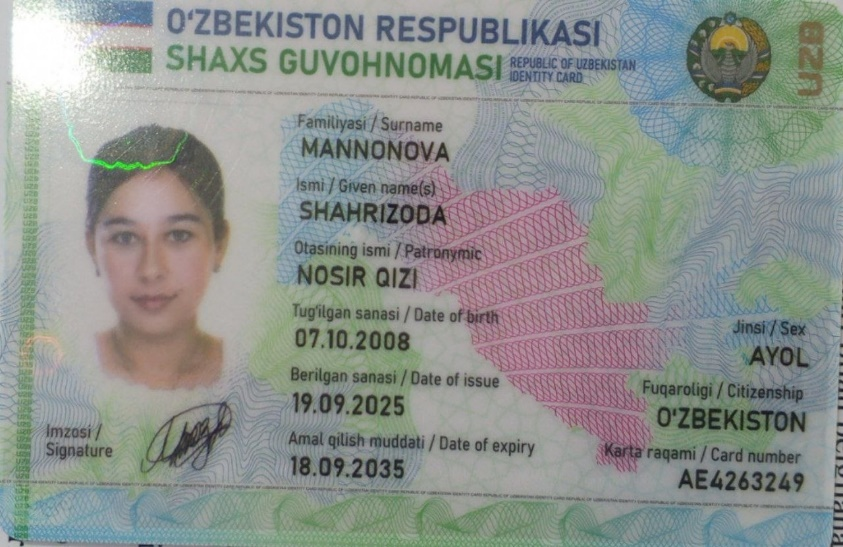 O‘ZBEKISTON RESPUBLIKASI
SHAXS GUVOHNOMASI
REPUBLIC OF UZBEKISTAN
IDENTITY CARD
UZB
Familiyasi / Surname
MANNONOVA
Ismi / Given name(s)
SHAHRIZODA
Otasining ismi / Patronymic
NOSIR QIZI
Tug‘ilgan sanasi / Date of birth
07.10.2008
Jinsi / Sex
AYOL
Berilgan sanasi / Date of issue
19.09.2025
Fuqaroligi / Citizenship
O‘ZBEKISTON
Amal qilish muddati / Date of expiry
18.09.2035
Karta raqami / Card number
AE4263249
Imzosi /
Signature